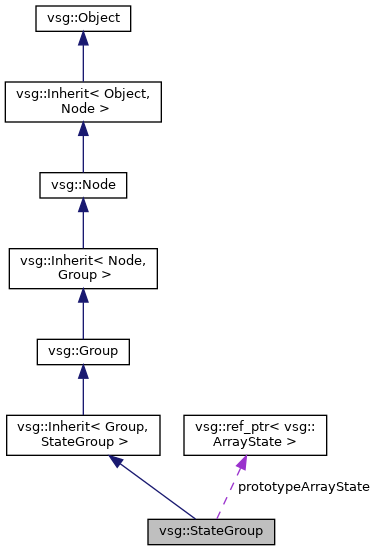 vsg::Object
vsg::Inherit< Object,
Node >
vsg::Node
vsg::Inherit< Node,
Group >
vsg::Group
vsg::Inherit< Group,
StateGroup >
vsg::ref_ptr< vsg::
ArrayState >
prototypeArrayState
vsg::StateGroup